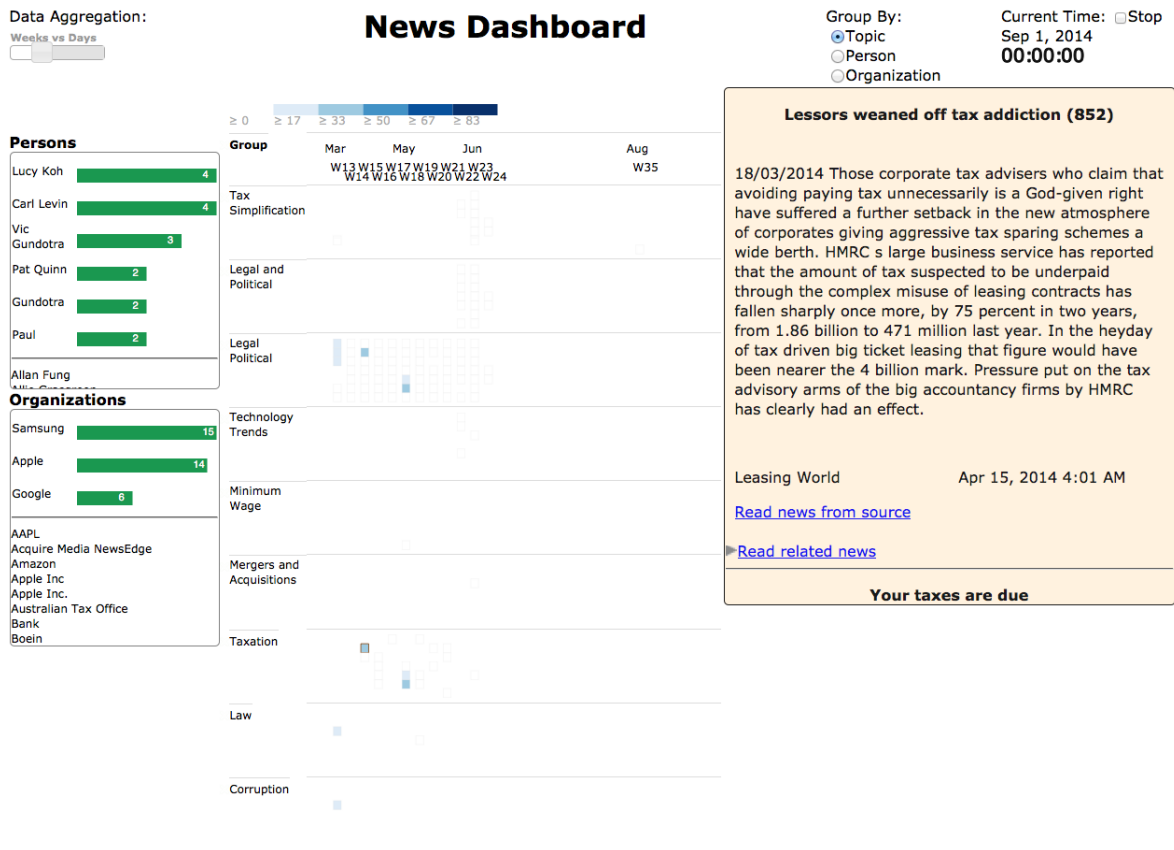 Data Aggregation:
Weeks vs Days
News Dashboard
Group By:
Topic
Person
Organization
Current Time: Stop
Sep 1, 2014
00:00:00
Persons
Lucy Koh 4
Carl Levin 4
Vic
Gundotra 3
Pat Quinn 2
Gundotra 2
Paul 2
Allan Fung
Organizations
Samsung 15
Apple 14
Google 6
AAPL
Acquire Media NewsEdge
Amazon
Apple Inc
Apple Inc.
Australian Tax Office
Bank
Boein
≥ 0 ≥ 17 ≥ 33 ≥ 50 ≥ 67 ≥ 83
Group
Mar May Jun Aug
W13 W15 W17 W19 W21 W23 W35
W14 W16 W18 W20 W22 W24
Tax
Simplification
Legal and
Political
Legal
Political
Technology
Trends
Minimum
Wage
Mergers and
Acquisitions
Taxation
Law
Corruption
Lessors weaned off tax addiction (852)
18/03/2014 Those corporate tax advisers who claim that
avoiding paying tax unnecessarily is a God-given right
have suffered a further setback in the new atmosphere
of corporates giving aggressive tax sparing schemes a
wide berth. HMRC s large business service has reported
that the amount of tax suspected to be underpaid
through the complex misuse of leasing contracts has
fallen sharply once more, by 75 percent in two years,
from 1.86 billion to 471 million last year. In the heyday
of tax driven big ticket leasing that figure would have
been nearer the 4 billion mark. Pressure put on the tax
advisory arms of the big accountancy firms by HMRC
has clearly had an effect.
Leasing World Apr 15, 2014 4:01 AM
Read news from source
Read related news
Your taxes are due